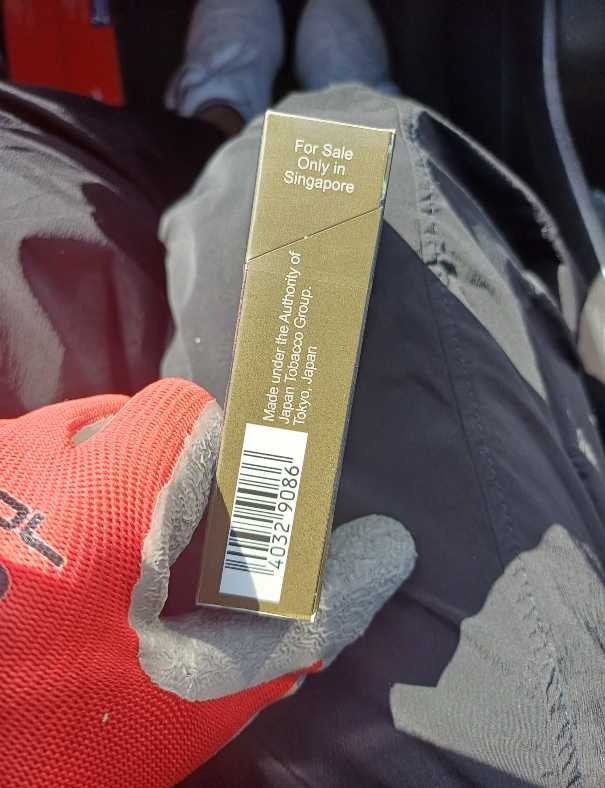 For Sale
Only in
Singapore
Made under the Authority of
Japan Tobacco Group.
Tokyo, Japan
4032 9086